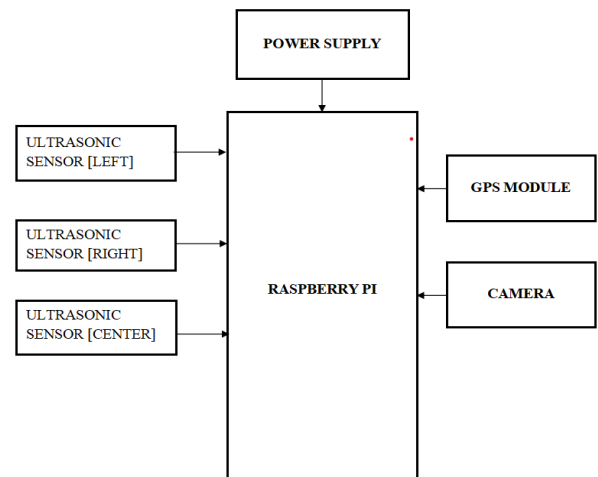 POWER SUPPLY
ULTRASONIC
SENSOR [LEFT]
ULTRASONIC
SENSOR [RIGHT]
ULTRASONIC
SENSOR [CENTER]
RASPBERRY PI
GPS MODULE
CAMERA